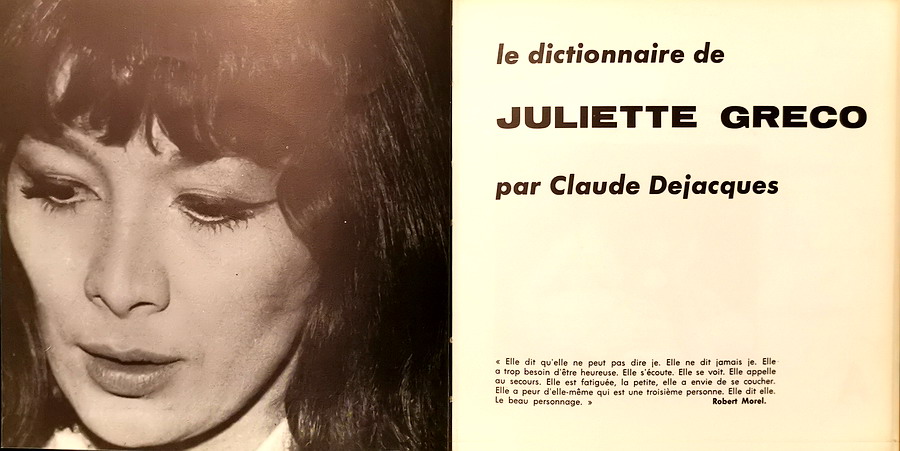 le dictionnaire de
JULIETTE GRECO
par Claude Dejacques
« Elle dit qu'elle ne peut pas dire je. Elle ne dit jamais je. Elle
a trop besoin d'être heureuse. Elle s'écoute. Elle se voit. Elle appelle
au secours. Elle est fatiguée, la petite, elle a envie de se coucher.
Elle a peur d'elle-même qui est une troisième personne. Elle dit elle.
Le beau personnage. » Robert Morel.